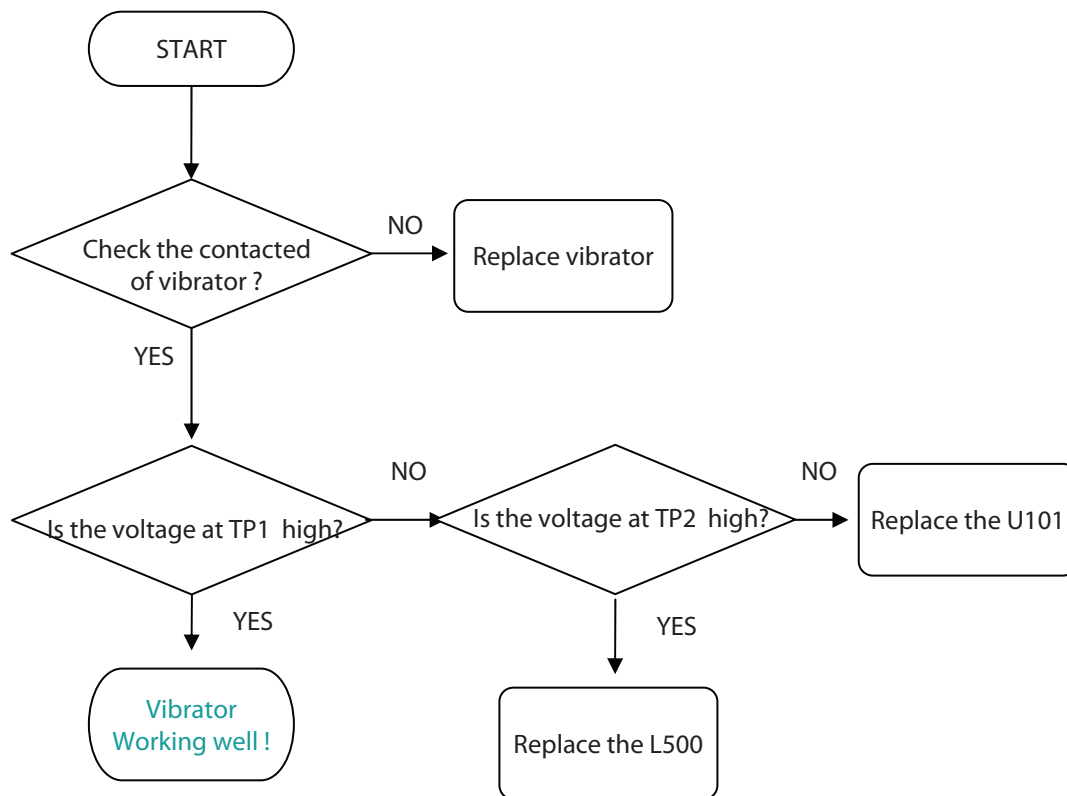 START
Check the contacted
of vibrator ?
NO
Replace vibrator
YES
Is the voltage at TP1  high?
NO
Is the voltage at TP2  high?
NO
Replace the U101
YES
YES
Vibrator
Working well !
Replace the L500